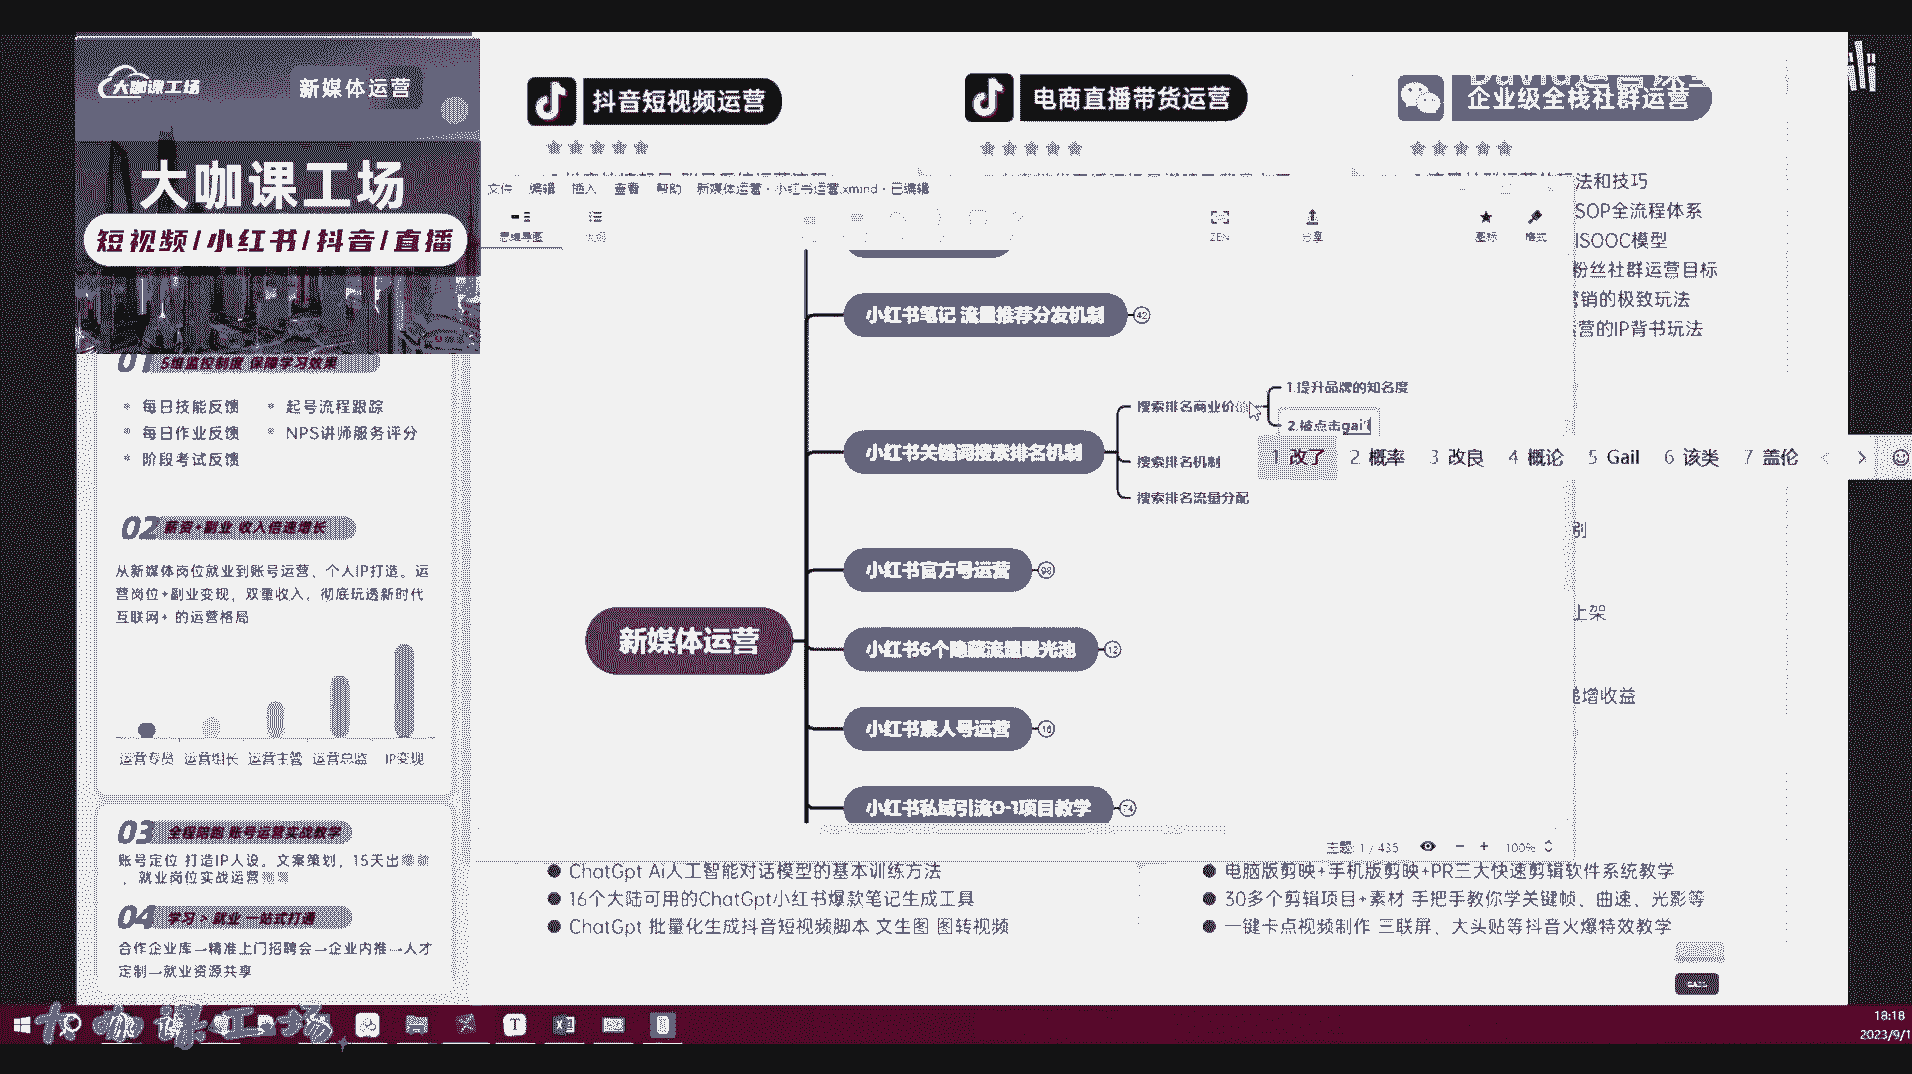 大咖课工场
新媒体运营
大咖课工场
短视频/小红书/抖音/直播
01 5维监控制度 保障学习效果
每日技能反馈
起号流程跟踪
每日作业反馈
NPS讲师服务评分
阶段考试反馈
02 薪资+副业 收入倍速增长
从新媒体岗位就业到账号运营、个人IP打造。运
营岗位+副业变现，双重收入，彻底玩透新时代
互联网+ 的运营格局
运营专员 运营组长 运营主管 运营总监 IP变现
03 全程陪跑 账号运营实战教学
账号定位 打造IP人设。文案策划，15天出
，就业岗位实战运营
04 学习>就业 一站式打通
合作企业库→精准上门招聘会→企业内推→人才
定制→就业资源共享
抖音短视频运营
电商直播带货运营
企业级全栈社群运营
文件 编辑 插入 查看 帮助 新媒体运营·小红书运营.xmind - 已编辑
思维导图
ZEN
分享
图标
格式
小红书笔记 流量推荐分发机制 42
小红书关键词搜索排名机制
搜索排名商业价
1.提升品牌的知名度
2.被点击gai'l
搜索排名机制
搜索排名流量分配
1 改了 2 概率 3 改良 4 概论 5 Gail 6 该类 7 盖伦
新媒体运营
小红书官方号运营 98
小红书6个隐藏流量曝光池 12
小红书素人号运营 16
小红书私域引流0-1项目教学 74
主题: 1 / 435
100%
法和技巧
SOP全流程体系
ISOOC模型
粉丝社群运营目标
营销的极致玩法
运营的IP背书玩法
别
上架
递增收益
ChatGpt Ai人工智能对话模型的基本训练方法
16个大陆可用的ChatGpt小红书爆款笔记生成工具
ChatGpt 批量化生成抖音短视频脚本 文生图 图转视频
电脑版剪映+手机版剪映+PR三大快速剪辑软件系统教学
30多个剪辑项目+素材 手把手教你学关键帧、曲速、光影等
一键卡点视频制作 三联屏、大头贴等抖音火爆特效教学
大咖课工场
18:18
2023/9/1